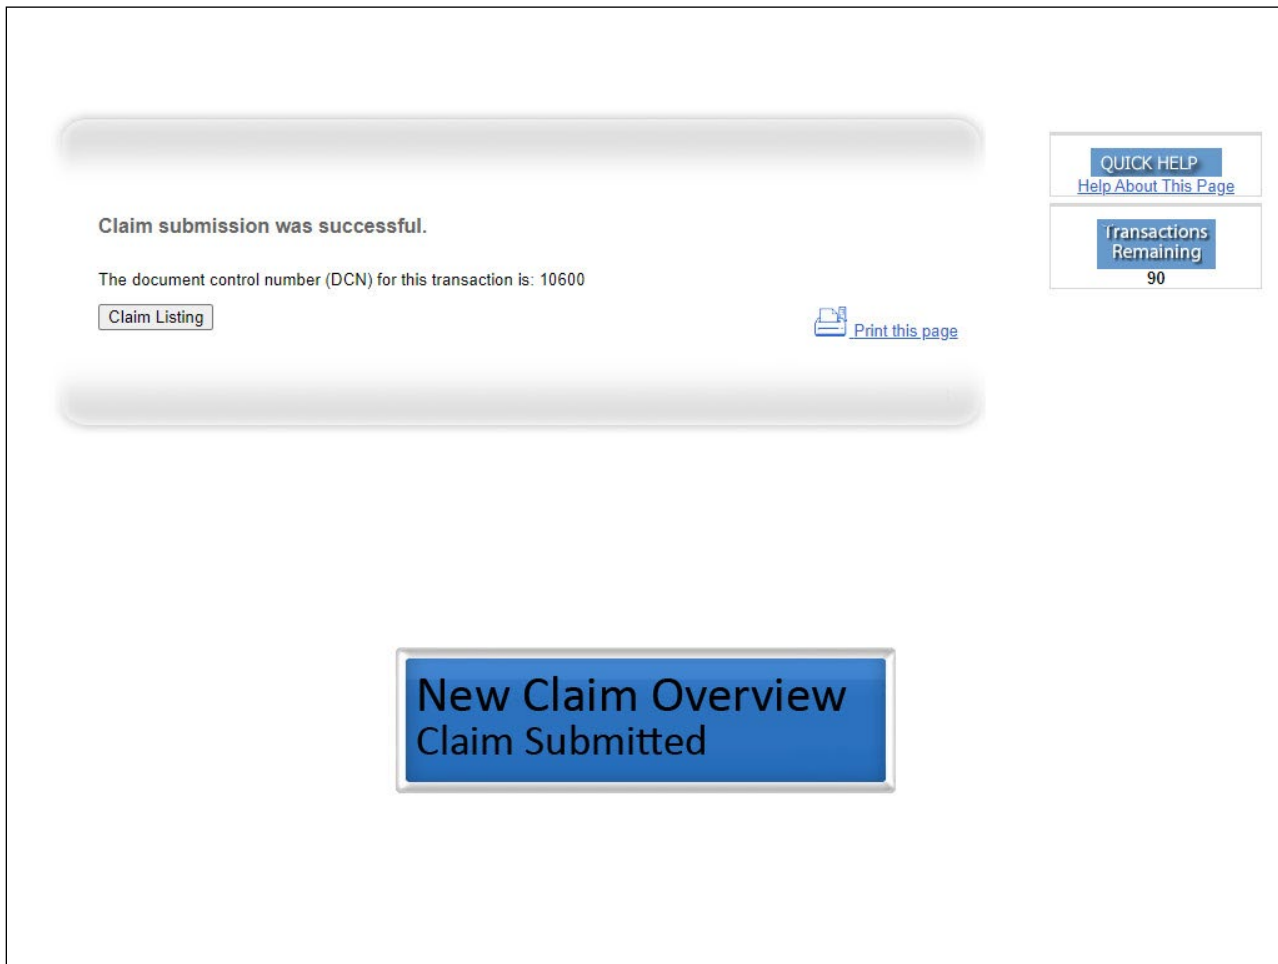 Claim submission was successful.
The document control number (DCN) for this transaction is: 10600
Claim Listing
Print this page
QUICK HELP
Help About This Page
Transactions
Remaining
90
New Claim Overview
Claim Submitted